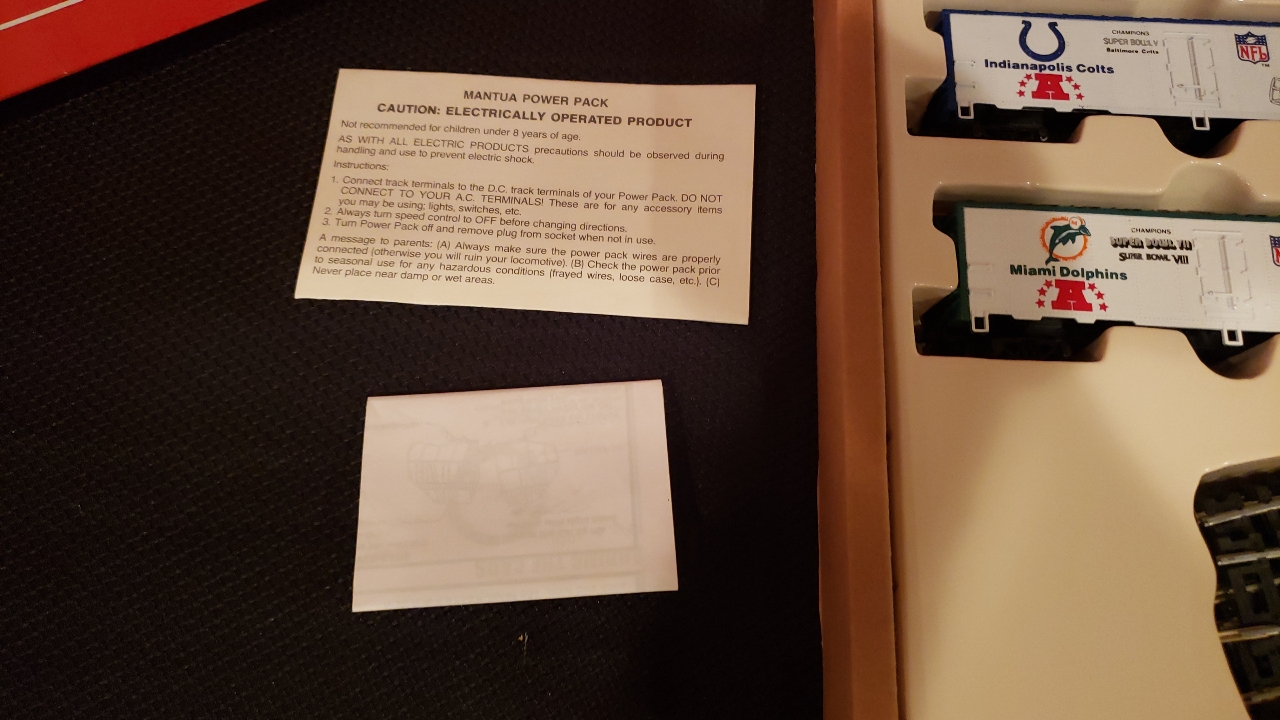 MANTUA POWER PACK
CAUTION: ELECTRICALLY OPERATED PRODUCT
Not recommended for children under 8 years of age.
AS WITH ALL ELECTRIC PRODUCTS precautions should be observed during
handling and use to prevent electric shock.
Instructions:
1. Connect track terminals to the D.C. track terminals of your Power Pack. DO NOT
CONNECT TO YOUR A.C. TERMINALS! These are for any accessory items
you may be using; lights, switches, etc.
2. Always turn speed control to OFF before changing directions.
3. Turn Power Pack off and remove plug from socket when not in use.
A message to parents: (A) Always make sure the power pack wires are properly
connected (otherwise you will ruin your locomotive). (B) Check the power pack prior
to seasonal use for any hazardous conditions (frayed wires, loose case, etc.). (C)
Never place near damp or wet areas.
CHAMPIONS
SUPER BOWL V
Baltimore Colts
NFL
Indianapolis Colts
A
CHAMPIONS
SUPER BOWL VII
SUPER BOWL VIII
Miami Dolphins
A